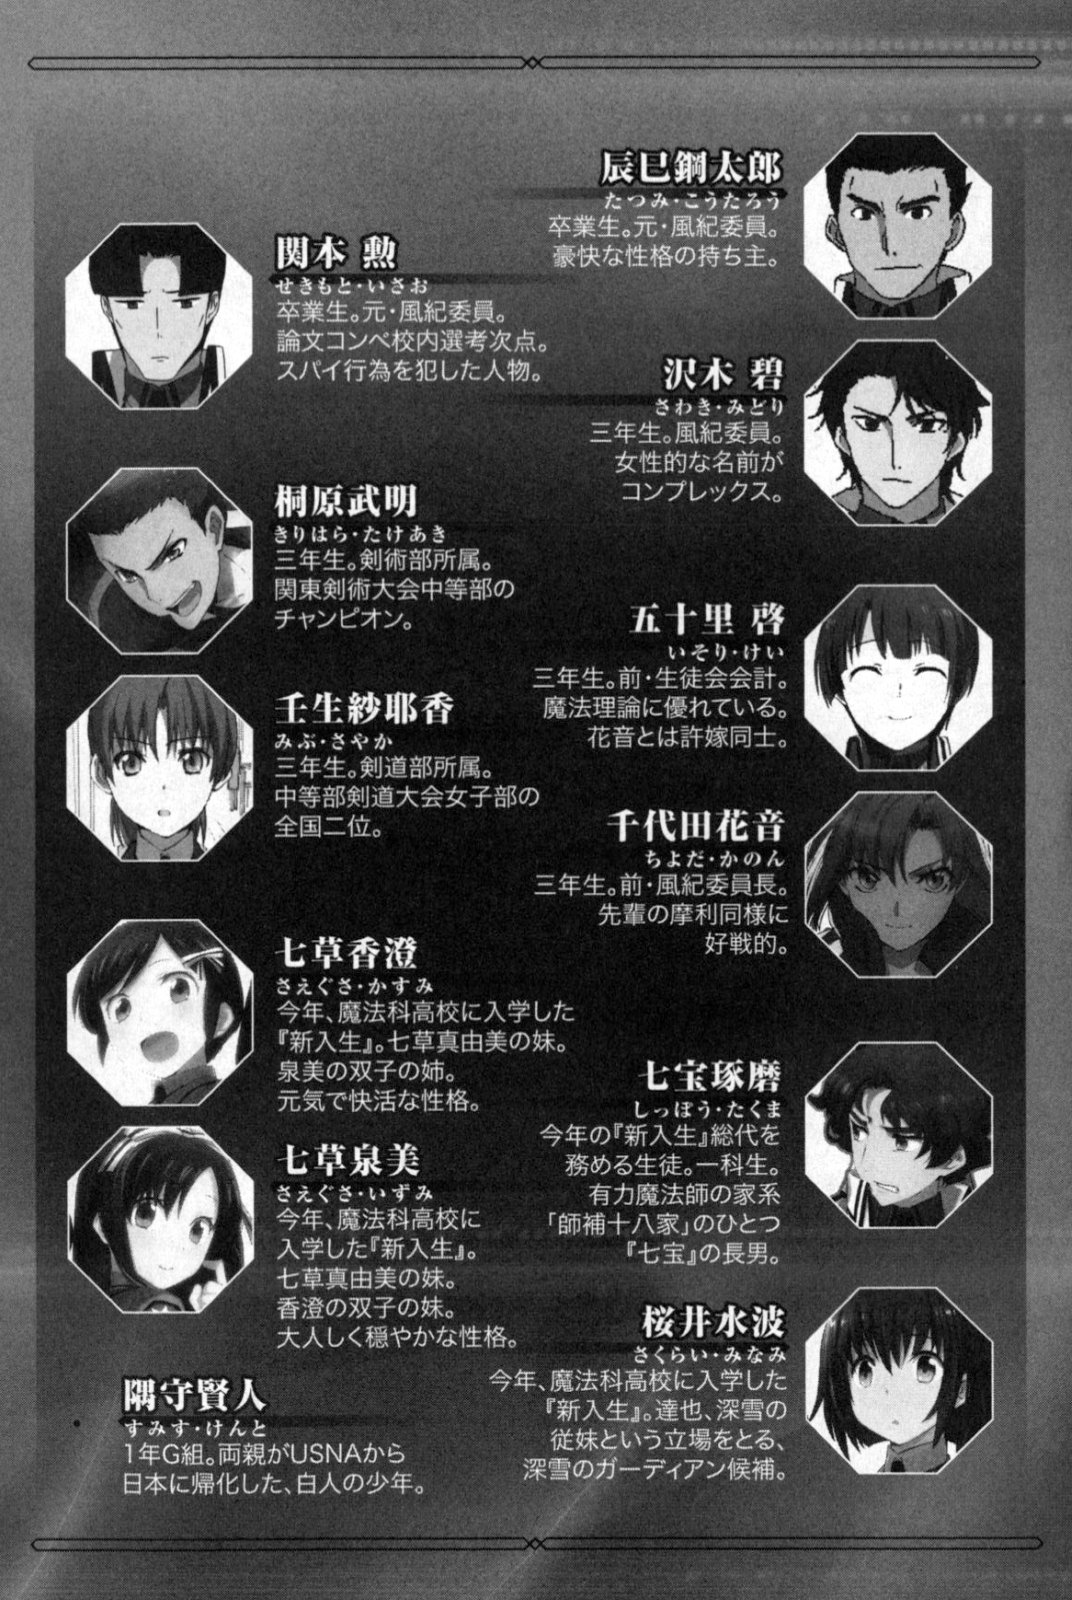 辰巳鋼太郎
たつみ・こうたろう
卒業生。元・風紀委員。
豪快な性格の持ち主。
関本 勲
せきもと・いさお
卒業生。元・風紀委員。
論文コンペ校内選考次点。
スパイ行為を犯した人物。
沢木 碧
さわき・みどり
三年生。風紀委員。
女性的な名前が
コンプレックス。
桐原武明
きりはら・たけあき
三年生。剣術部所属。
関東剣術大会中等部の
チャンピオン。
五十里 啓
いそり・けい
三年生。前・生徒会会計。
魔法理論に優れている。
花音とは許嫁同士。
壬生紗耶香
みぶ・さやか
三年生。剣道部所属。
中等部剣道大会女子部の
全国二位。
千代田花音
ちよだ・かのん
三年生。前・風紀委員長。
先輩の摩利同様に
好戦的。
七草香澄
さえぐさ・かすみ
今年、魔法科高校に入学した
『新入生』。七草真由美の妹。
泉美の双子の姉。
元気で快活な性格。
七宝琢磨
しっぽう・たくま
今年の『新入生』総代を
務める生徒。一科生。
有力魔法師の家系
「師補十八家」のひとつ
『七宝』の長男。
七草泉美
さえぐさ・いずみ
今年、魔法科高校に
入学した『新入生』。
七草真由美の妹。
香澄の双子の妹。
大人しく穏やかな性格。
桜井水波
さくらい・みなみ
今年、魔法科高校に入学した
『新入生』。達也、深雪の
従妹という立場をとる、
深雪のガーディアン候補。
隅守賢人
すみす・けんと
1年G組。両親がUSNAから
日本に帰化した、白人の少年。